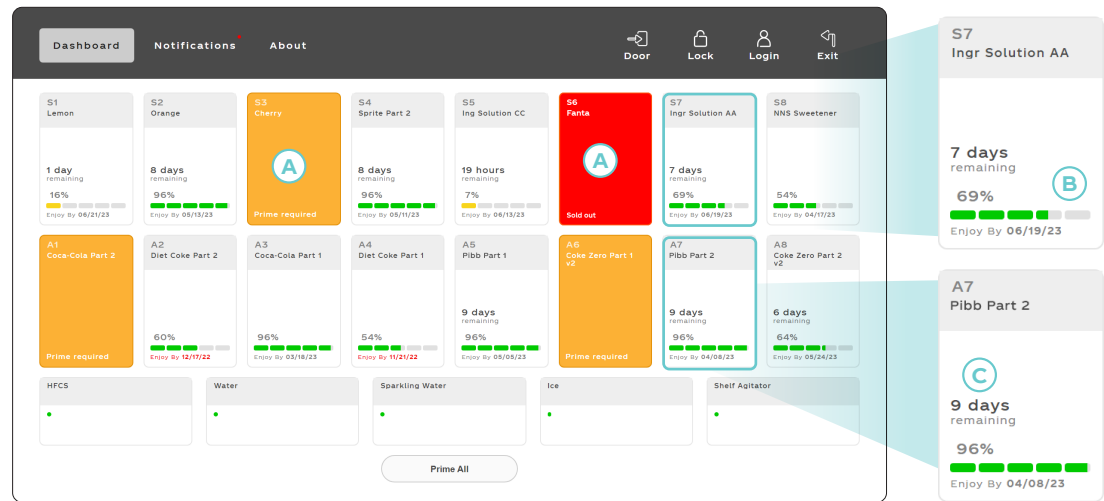 Dashboard
Notifications
About
Door
Lock
Login
Exit
S1
Lemon
1 day
remaining
16%
Enjoy By 06/21/23
S2
Orange
8 days
remaining
96%
Enjoy By 05/13/23
S3
Cherry
A
Prime required
S4
Sprite Part 2
8 days
remaining
96%
Enjoy By 05/11/23
S5
Ing Solution CC
19 hours
remaining
7%
Enjoy By 06/13/23
S6
Fanta
A
Sold out
S7
Ingr Solution AA
7 days
remaining
69%
Enjoy By 06/19/23
S8
NNS Sweetener
54%
Enjoy By 04/17/23
A1
Coca-Cola Part 2
Prime required
A2
Diet Coke Part 2
60%
Enjoy By 12/17/22
A3
Coca-Cola Part 1
96%
Enjoy By 03/18/23
A4
Diet Coke Part 1
54%
Enjoy By 11/21/22
A5
Pibb Part 1
9 days
remaining
96%
Enjoy By 05/05/23
A6
Coke Zero Part 1
v2
Prime required
A7
Pibb Part 2
9 days
remaining
96%
Enjoy By 04/08/23
A8
Coke Zero Part 2
v2
6 days
remaining
64%
Enjoy By 05/24/23
HFCS
Water
Sparkling Water
Ice
Shelf Agitator
Prime All
S7
Ingr Solution AA
7 days
remaining
B
69%
Enjoy By 06/19/23
A7
Pibb Part 2
C
9 days
remaining
96%
Enjoy By 04/08/23